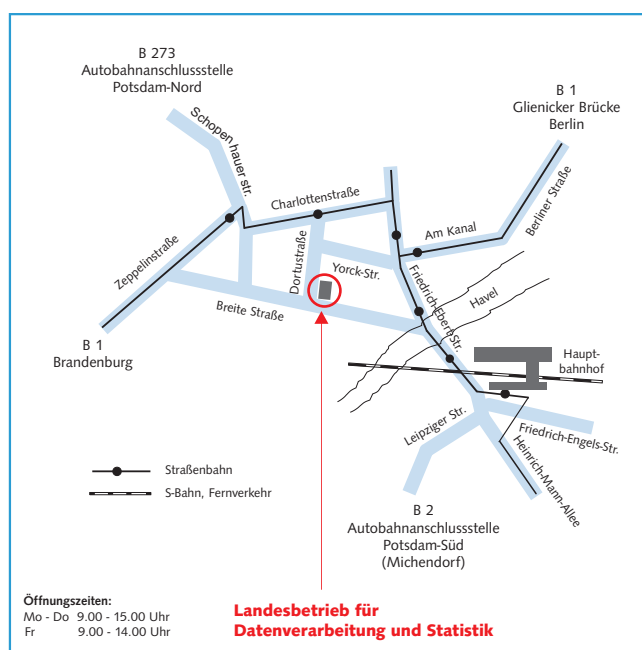 B 273
Autobahnanschlussstelle
Potsdam-Nord
B 1
Glienicker Brücke
Berlin
Schopen hauer str.
Charlottenstraße
Am Kanal
Berliner Straße
Zeppelinstraße
Dortustraße
Yorck-Str.
Friedrich-Ebert-Str.
Havel
Breite Straße
B 1
Brandenburg
Haupt-
bahnhof
Leipziger Str.
Friedrich-Engels-Str.
Heinrich-Mann-Allee
Straßenbahn
S-Bahn, Fernverkehr
B 2
Autobahnanschlussstelle
Potsdam-Süd
(Michendorf)
Öffnungszeiten:
Mo - Do 9.00 - 15.00 Uhr
Fr 9.00 - 14.00 Uhr
Landesbetrieb für
Datenverarbeitung und Statistik